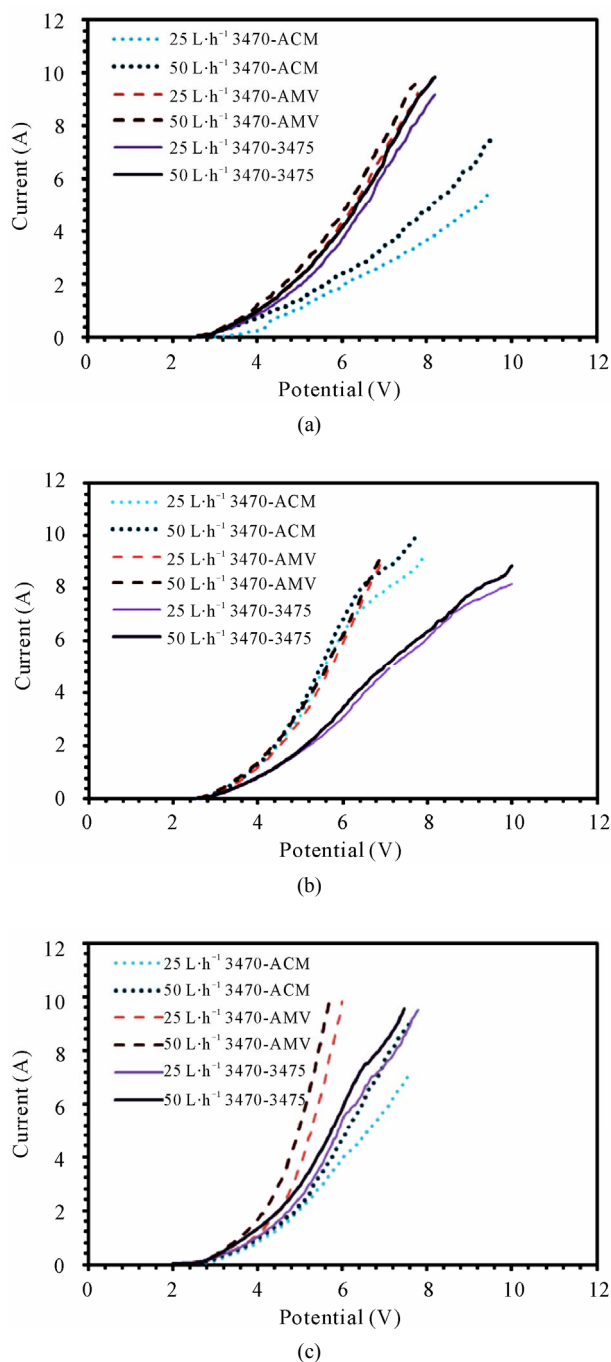 12
10
8
6
4
2
0
Current (A)
25 L·h⁻¹ 3470-ACM
50 L·h⁻¹ 3470-ACM
25 L·h⁻¹ 3470-AMV
50 L·h⁻¹ 3470-AMV
25 L·h⁻¹ 3470-3475
50 L·h⁻¹ 3470-3475
0 2 4 6 8 10 12
Potential (V)
(a)
12
10
8
6
4
2
0
Current (A)
25 L·h⁻¹ 3470-ACM
50 L·h⁻¹ 3470-ACM
25 L·h⁻¹ 3470-AMV
50 L·h⁻¹ 3470-AMV
25 L·h⁻¹ 3470-3475
50 L·h⁻¹ 3470-3475
0 2 4 6 8 10 12
Potential (V)
(b)
12
10
8
6
4
2
0
Current (A)
25 L·h⁻¹ 3470-ACM
50 L·h⁻¹ 3470-ACM
25 L·h⁻¹ 3470-AMV
50 L·h⁻¹ 3470-AMV
25 L·h⁻¹ 3470-3475
50 L·h⁻¹ 3470-3475
0 2 4 6 8 10 12
Potential (V)
(c)